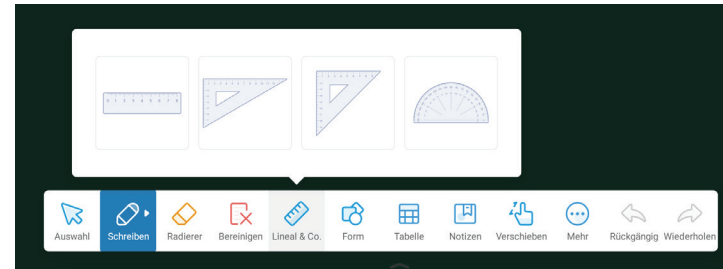 Auswahl Schreiben Radierer Bereinigen Lineal & Co. Form Tabelle Notizen Verschieben Mehr Rückgängig Wiederholen